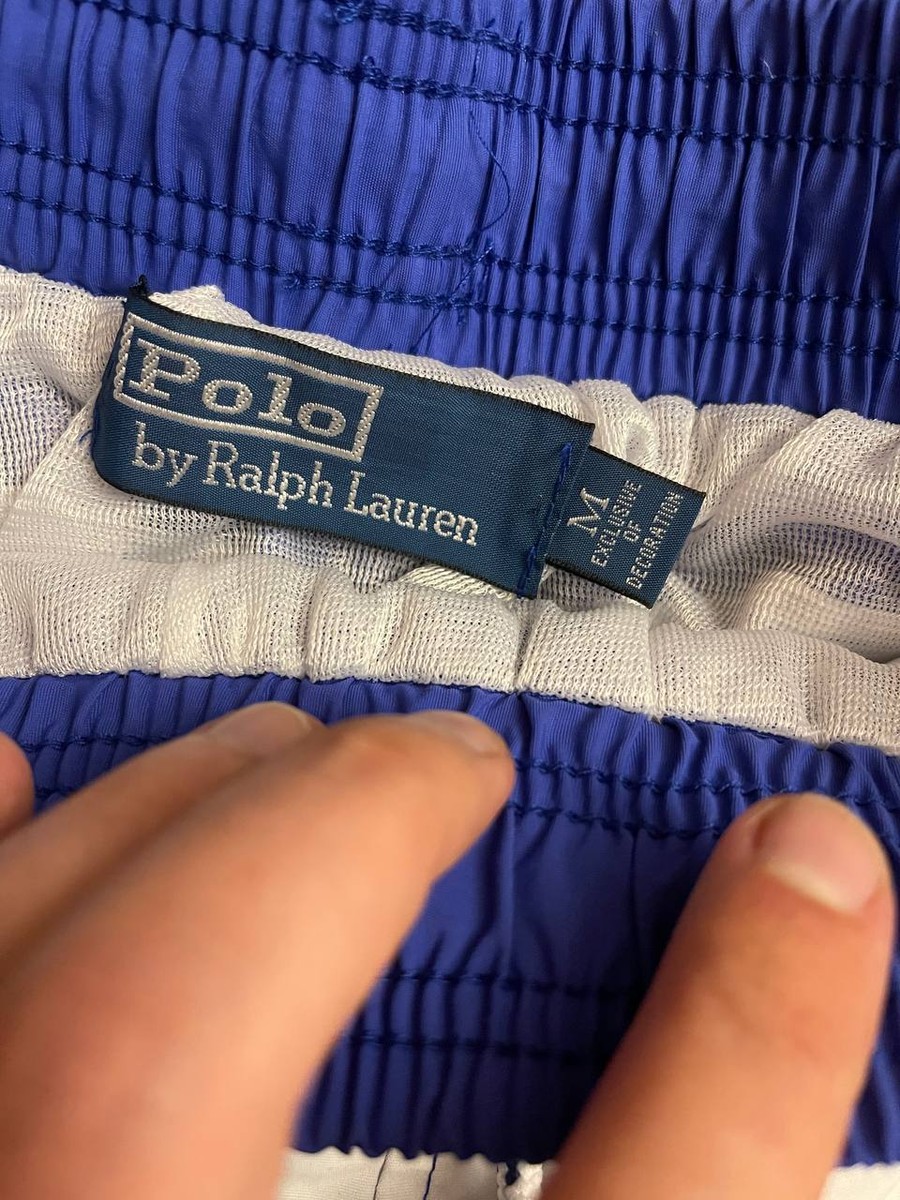 Polo
by Ralph Lauren
M
EXCLUSIVE
OF
DECORATION